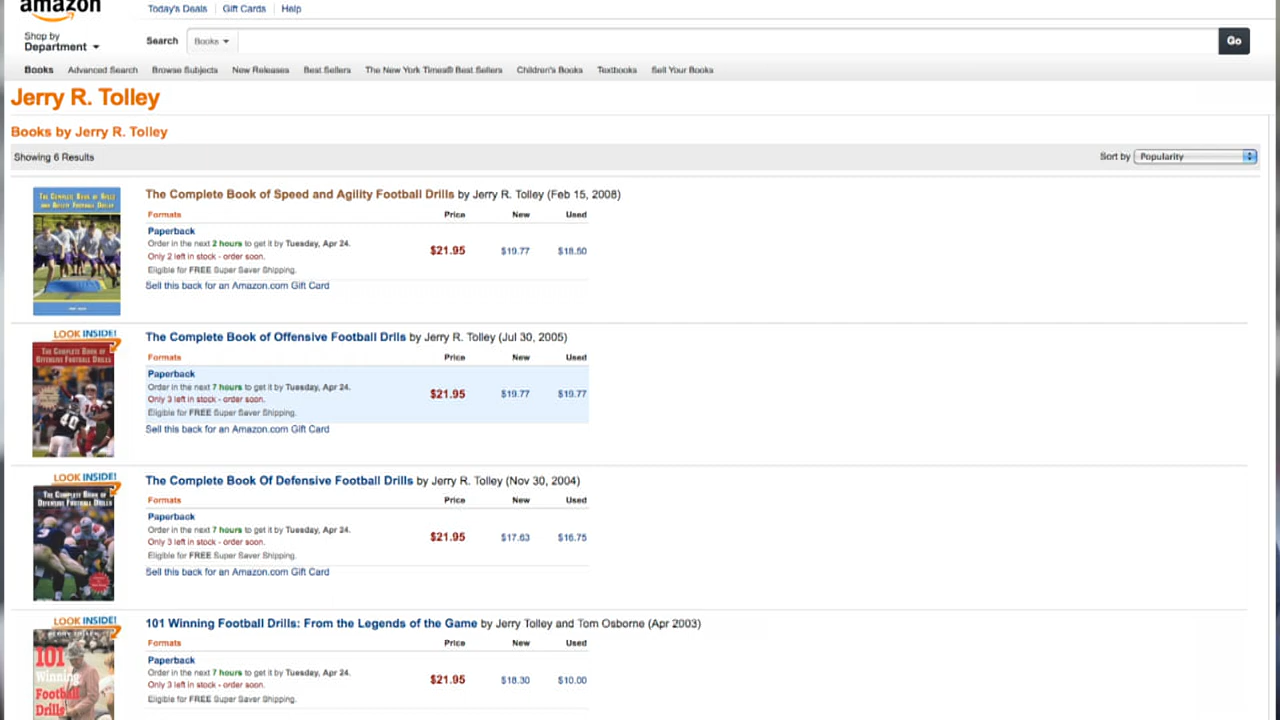 amazon
Today's Deals Gift Cards Help
Shop by
Department
Search Books Go
Books Advanced Search Browse Subjects New Releases Best Sellers The New York Times® Best Sellers Children's Books Textbooks Sell Your Books
Jerry R. Tolley
Books by Jerry R. Tolley
Showing 6 Results Sort by Popularity
The Complete Book of Speed and Agility Football Drills by Jerry R. Tolley (Feb 15, 2008)
Formats Price New Used
Paperback
Order in the next 2 hours to get it by Tuesday, Apr 24.
Only 2 left in stock - order soon.
Eligible for FREE Super Saver Shipping.
$21.95 $19.77 $18.50
Sell this back for an Amazon.com Gift Card
LOOK INSIDE!
THE COMPLETE BOOK OF
OFFENSIVE FOOTBALL DRILLS
The Complete Book of Offensive Football Drlls by Jerry R. Tolley (Jul 30, 2005)
Formats Price New Used
Paperback
Order in the next 7 hours to get it by Tuesday, Apr 24.
Only 3 left in stock - order soon.
Eligible for FREE Super Saver Shipping.
$21.95 $19.77 $19.77
Sell this back for an Amazon.com Gift Card
LOOK INSIDE!
THE COMPLETE BOOK OF
DEFENSIVE FOOTBALL DRILLS
The Complete Book Of Defensive Football Drills by Jerry R. Tolley (Nov 30, 2004)
Formats Price New Used
Paperback
Order in the next 7 hours to get it by Tuesday, Apr 24.
Only 3 left in stock - order soon.
Eligible for FREE Super Saver Shipping.
$21.95 $17.63 $16.75
Sell this back for an Amazon.com Gift Card
LOOK INSIDE!
101
Winning
Football
Drills
101 Winning Football Drills: From the Legends of the Game by Jerry Tolley and Tom Osborne (Apr 2003)
Formats Price New Used
Paperback
Order in the next 7 hours to get it by Tuesday, Apr 24.
Only 3 left in stock - order soon.
Eligible for FREE Super Saver Shipping.
$21.95 $18.30 $10.00